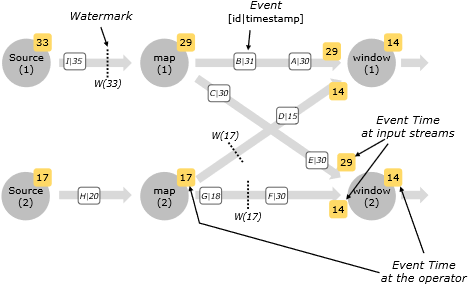 Watermark
Event
[id|timestamp]
33
Source
(1)
I|35
W(33)
29
map
(1)
B|31
A|30
29
14
window
(1)
14
C|30
D|15
W(17)
E|30
29
Event Time
at input streams
17
Source
(2)
H|20
17
map
(2)
G|18
F|30
W(17)
14
14
window
(2)
Event Time
at the operator